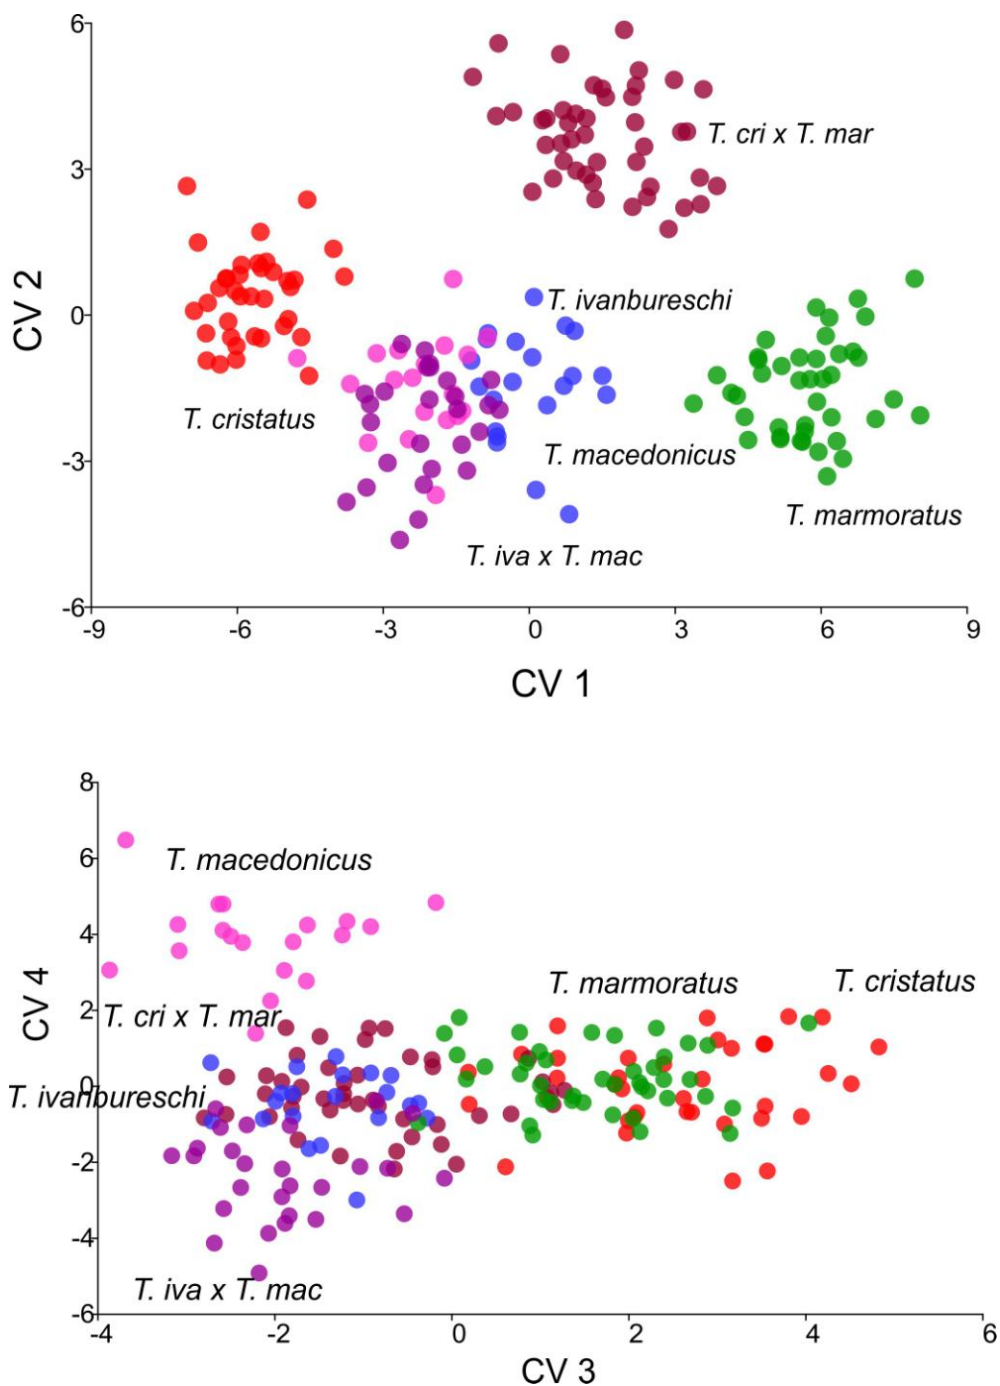 6
T. cri x T. mar
3
CV 2
T. ivanbureschi
0
T. cristatus
T. macedonicus
-3
T. marmoratus
T. iva x T. mac
-6
-9 -6 -3 0 3 6 9
CV 1
8
6
T. macedonicus
4
T. marmoratus T. cristatus
CV 4
2
T. cri x T. mar
0
T. ivanbureschi
-2
-4
T. iva x T. mac
-6
-4 -2 0 2 4 6
CV 3